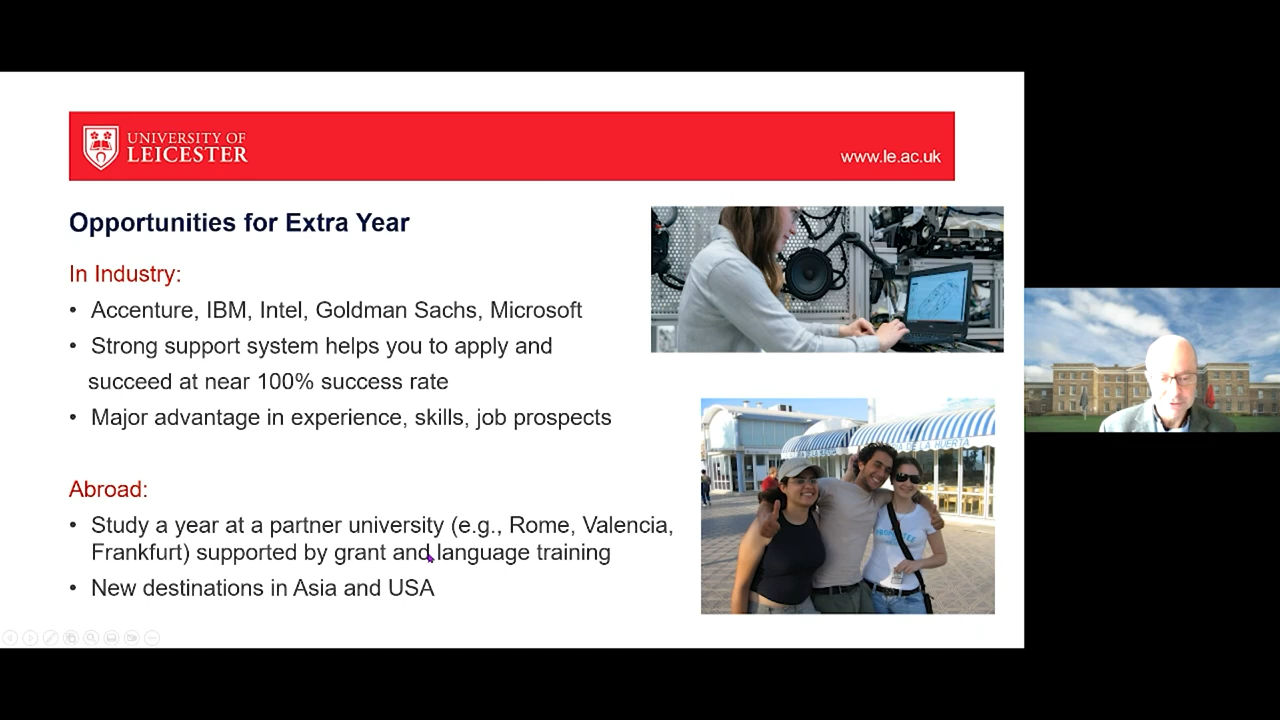 UNIVERSITY OF
LEICESTER
www.le.ac.uk
Opportunities for Extra Year
In Industry:
• Accenture, IBM, Intel, Goldman Sachs, Microsoft
• Strong support system helps you to apply and
succeed at near 100% success rate
• Major advantage in experience, skills, job prospects
Abroad:
• Study a year at a partner university (e.g., Rome, Valencia,
Frankfurt) supported by grant and language training
• New destinations in Asia and USA
DE LA HUERTA